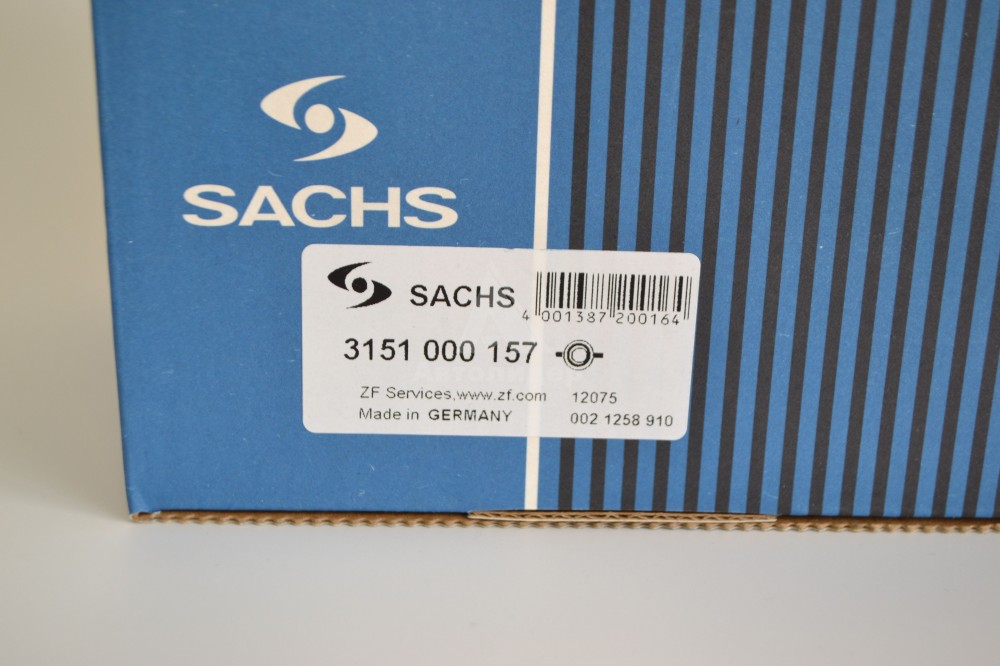 SACHS
SACHS
4 001387 200164
3151 000 157
ZF Services,www.zf.com 12075
Made in GERMANY 002 1258 910